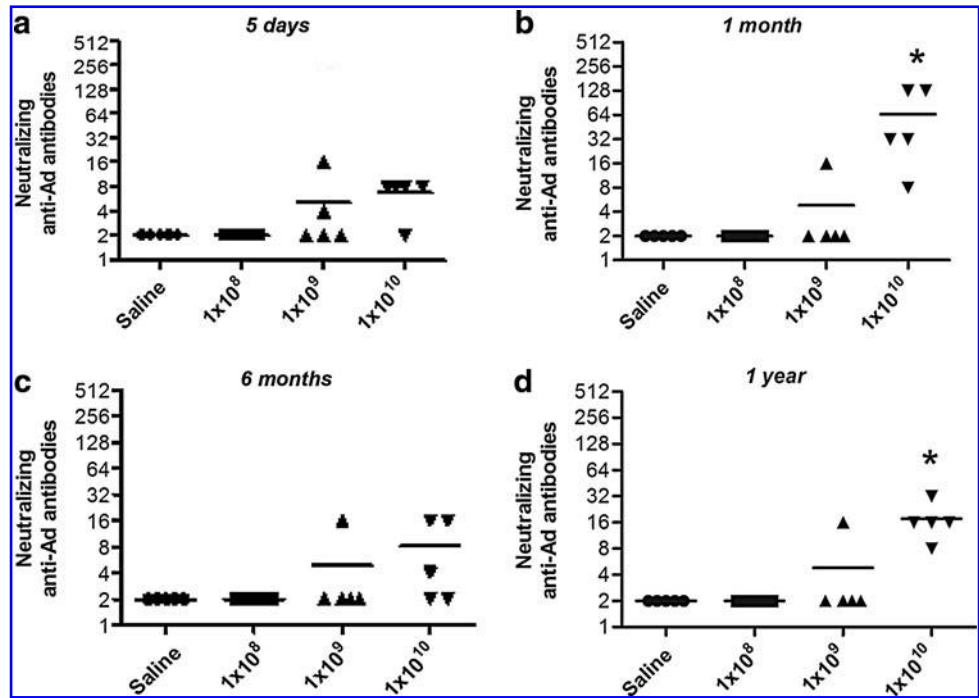 a
5 days
Neutralizing
anti-Ad antibodies
512
256
128
64
32
16
8
4
2
1
Saline
1x10⁸
1x10⁹
1x10¹⁰
b
1 month
*
Neutralizing
anti-Ad antibodies
512
256
128
64
32
16
8
4
2
1
Saline
1x10⁸
1x10⁹
1x10¹⁰
c
6 months
Neutralizing
anti-Ad antibodies
512
256
128
64
32
16
8
4
2
1
Saline
1x10⁸
1x10⁹
1x10¹⁰
d
1 year
*
Neutralizing
anti-Ad antibodies
512
256
128
64
32
16
8
4
2
1
Saline
1x10⁸
1x10⁹
1x10¹⁰